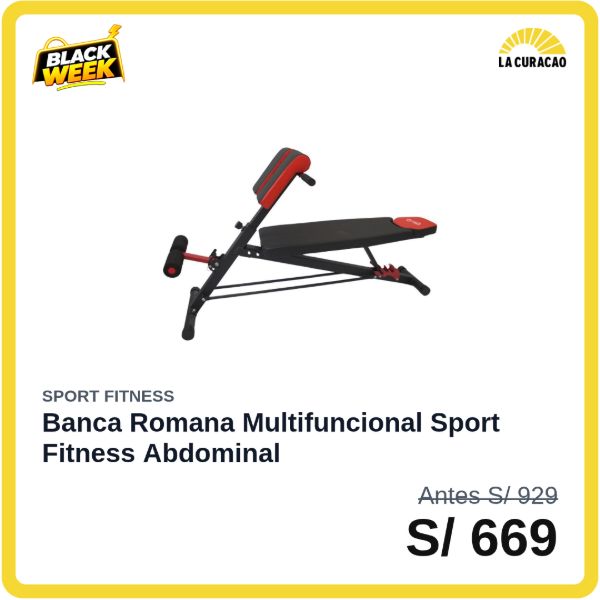 BLACK
WEEK
LA CURACAO
SPORT FITNESS
Banca Romana Multifuncional Sport
Fitness Abdominal
Antes S/ 929
S/ 669